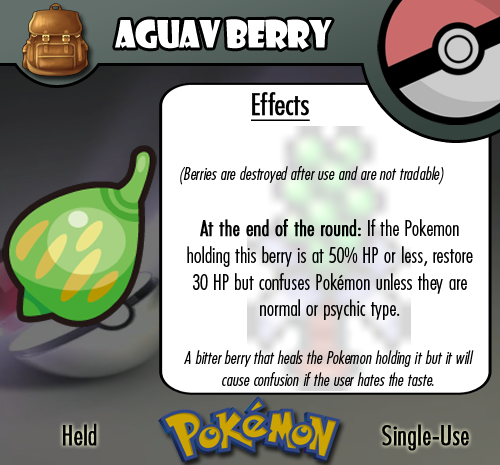 AGUAV BERRY
Effects
(Berries are destroyed after use and are not tradable)
At the end of the round: If the Pokemon
holding this berry is at 50% HP or less, restore
30 HP but confuses Pokémon unless they are
normal or psychic type.
A bitter berry that heals the Pokemon holding it but it will
cause confusion if the user hates the taste.
Held
POKéMON
Single-Use